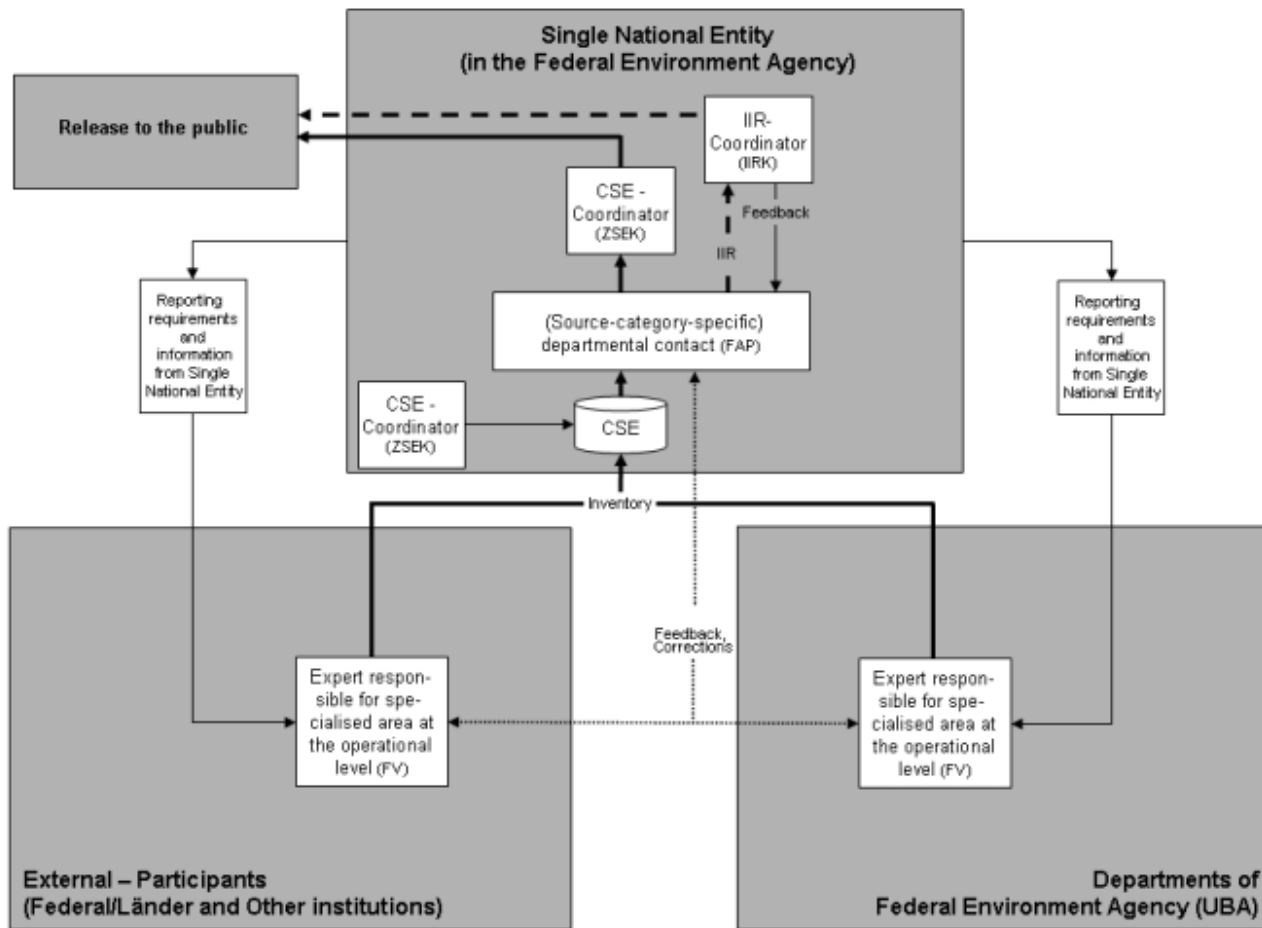 Single National Entity
(in the Federal Environment Agency)
Release to the public
IIR-
Coordinator
(IIRK)
CSE -
Coordinator
(ZSEK)
Feedback
IIR
Reporting
requirements
and
information
from Single
National Entity
(Source-category-specific)
departmental contact (FAP)
Reporting
requirements
and
information
from Single
National Entity
CSE -
Coordinator
(ZSEK)
CSE
Inventory
Feedback,
Corrections
Expert respon-
sible for spe-
cialised area at
the operational
level (FV)
Expert respon-
sible for spe-
cialised area at
the operational
level (FV)
External – Participants
(Federal/Länder and Other institutions)
Departments of
Federal Environment Agency (UBA)